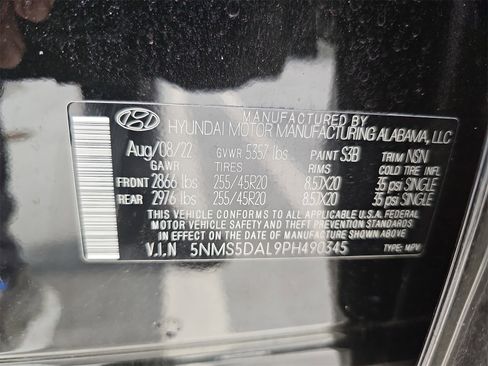 MANUFACTURED BY
HYUNDAI MOTOR MANUFACTURING ALABAMA, LLC
Aug/08/22 GVWR 5357 lbs PAINT S3B TRIM NSN
GAWR TIRES RIMS COLD TIRE INFL
FRONT 2866 lbs 255/45R20 8.5JX20 35 psi SINGLE
REAR 2976 lbs 255/45R20 8.5JX20 35 psi SINGLE
THIS VEHICLE CONFORMS TO ALL APPLICABLE U.S.A. FEDERAL
MOTOR VEHICLE SAFETY AND THEFT PREVENTION STANDARDS
IN EFFECT ON THE DATE OF MANUFACTURE SHOWN ABOVE
V.I.N 5NMS5DAL9PH490345 TYPE: MPV